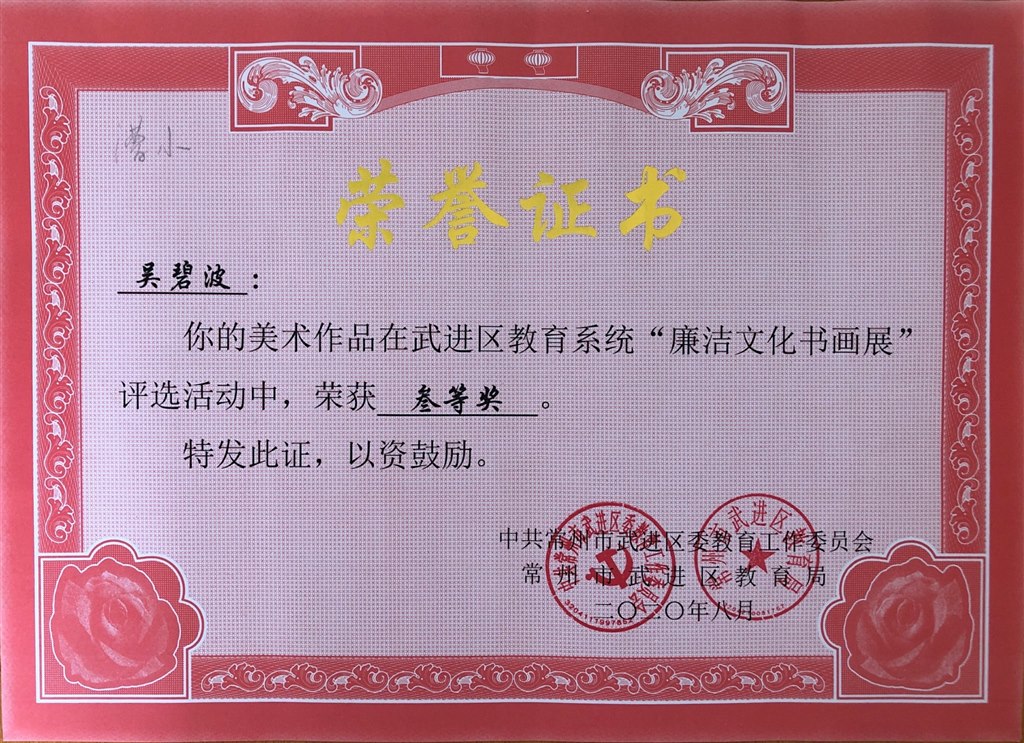 漕小
荣誉证书
吴碧波：
你的美术作品在武进区教育系统“廉洁文化书画展”
评选活动中，荣获 叁等奖 。
特发此证，以资鼓励。
中共常州市武进区委教育工作委员会
常州市武进区教育局
二〇二〇年八月